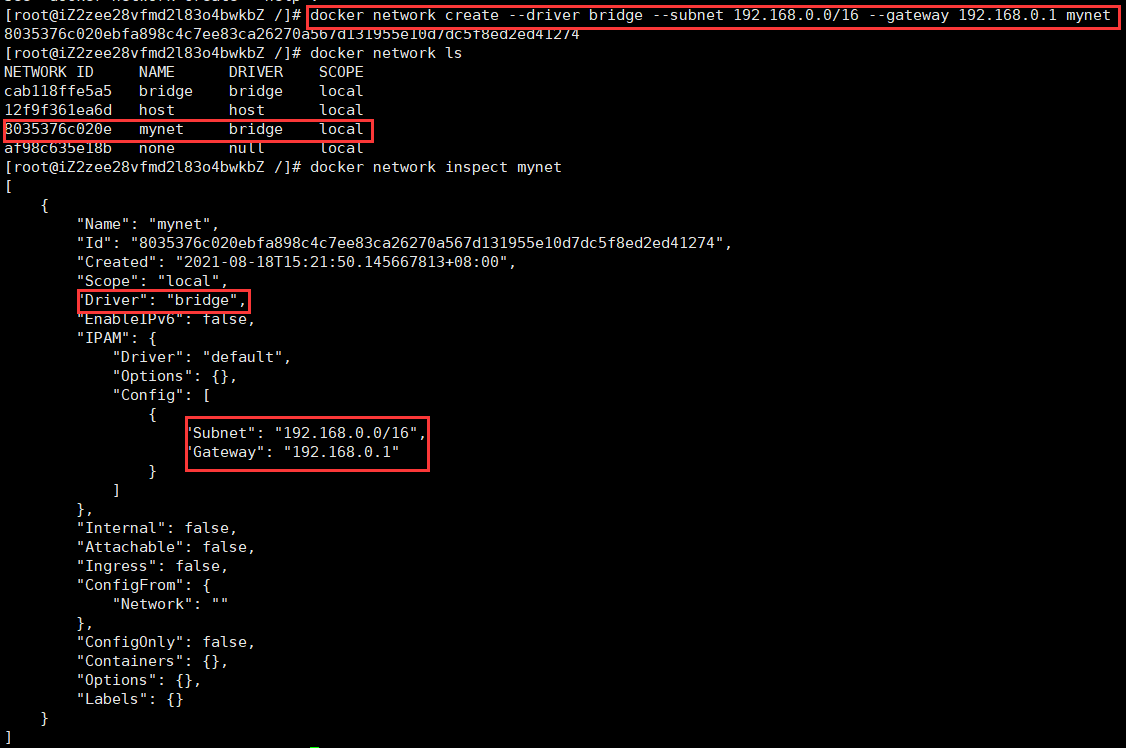 [root@iZ2zee28vfmd2l83o4bwkbZ /]# docker network create --driver bridge --subnet 192.168.0.0/16 --gateway 192.168.0.1 mynet
8035376c020ebfa898c4c7ee83ca26270a567d131955e10d7dc5f8ed2ed41274
[root@iZ2zee28vfmd2l83o4bwkbZ /]# docker network ls
NETWORK ID     NAME      DRIVER    SCOPE
cab118ffe5a5   bridge    bridge    local
12f9f361ea6d   host      host      local
8035376c020e   mynet     bridge    local
af98c635e18b   none      null      local
[root@iZ2zee28vfmd2l83o4bwkbZ /]# docker network inspect mynet
[
    {
        "Name": "mynet",
        "Id": "8035376c020ebfa898c4c7ee83ca26270a567d131955e10d7dc5f8ed2ed41274",
        "Created": "2021-08-18T15:21:50.145667813+08:00",
        "Scope": "local",
        "Driver": "bridge",
        "EnableIPv6": false,
        "IPAM": {
            "Driver": "default",
            "Options": {},
            "Config": [
                {
                    "Subnet": "192.168.0.0/16",
                    "Gateway": "192.168.0.1"
                }
            ]
        },
        "Internal": false,
        "Attachable": false,
        "Ingress": false,
        "ConfigFrom": {
            "Network": ""
        },
        "ConfigOnly": false,
        "Containers": {},
        "Options": {},
        "Labels": {}
    }
]